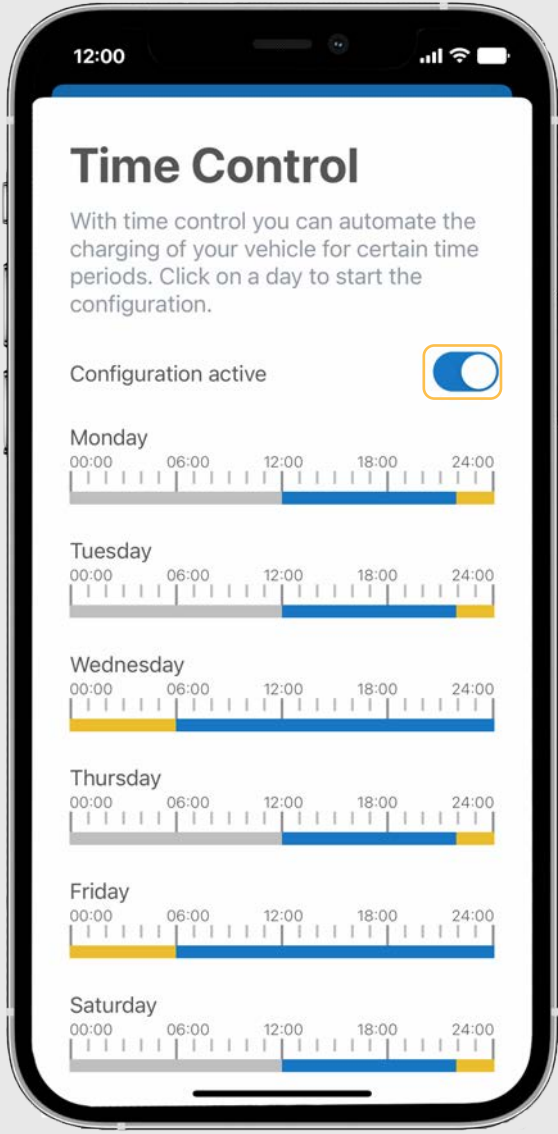 12:00
Time Control
With time control you can automate the
charging of your vehicle for certain time
periods. Click on a day to start the
configuration.
Configuration active
Monday
00:00 06:00 12:00 18:00 24:00
Tuesday
00:00 06:00 12:00 18:00 24:00
Wednesday
00:00 06:00 12:00 18:00 24:00
Thursday
00:00 06:00 12:00 18:00 24:00
Friday
00:00 06:00 12:00 18:00 24:00
Saturday
00:00 06:00 12:00 18:00 24:00